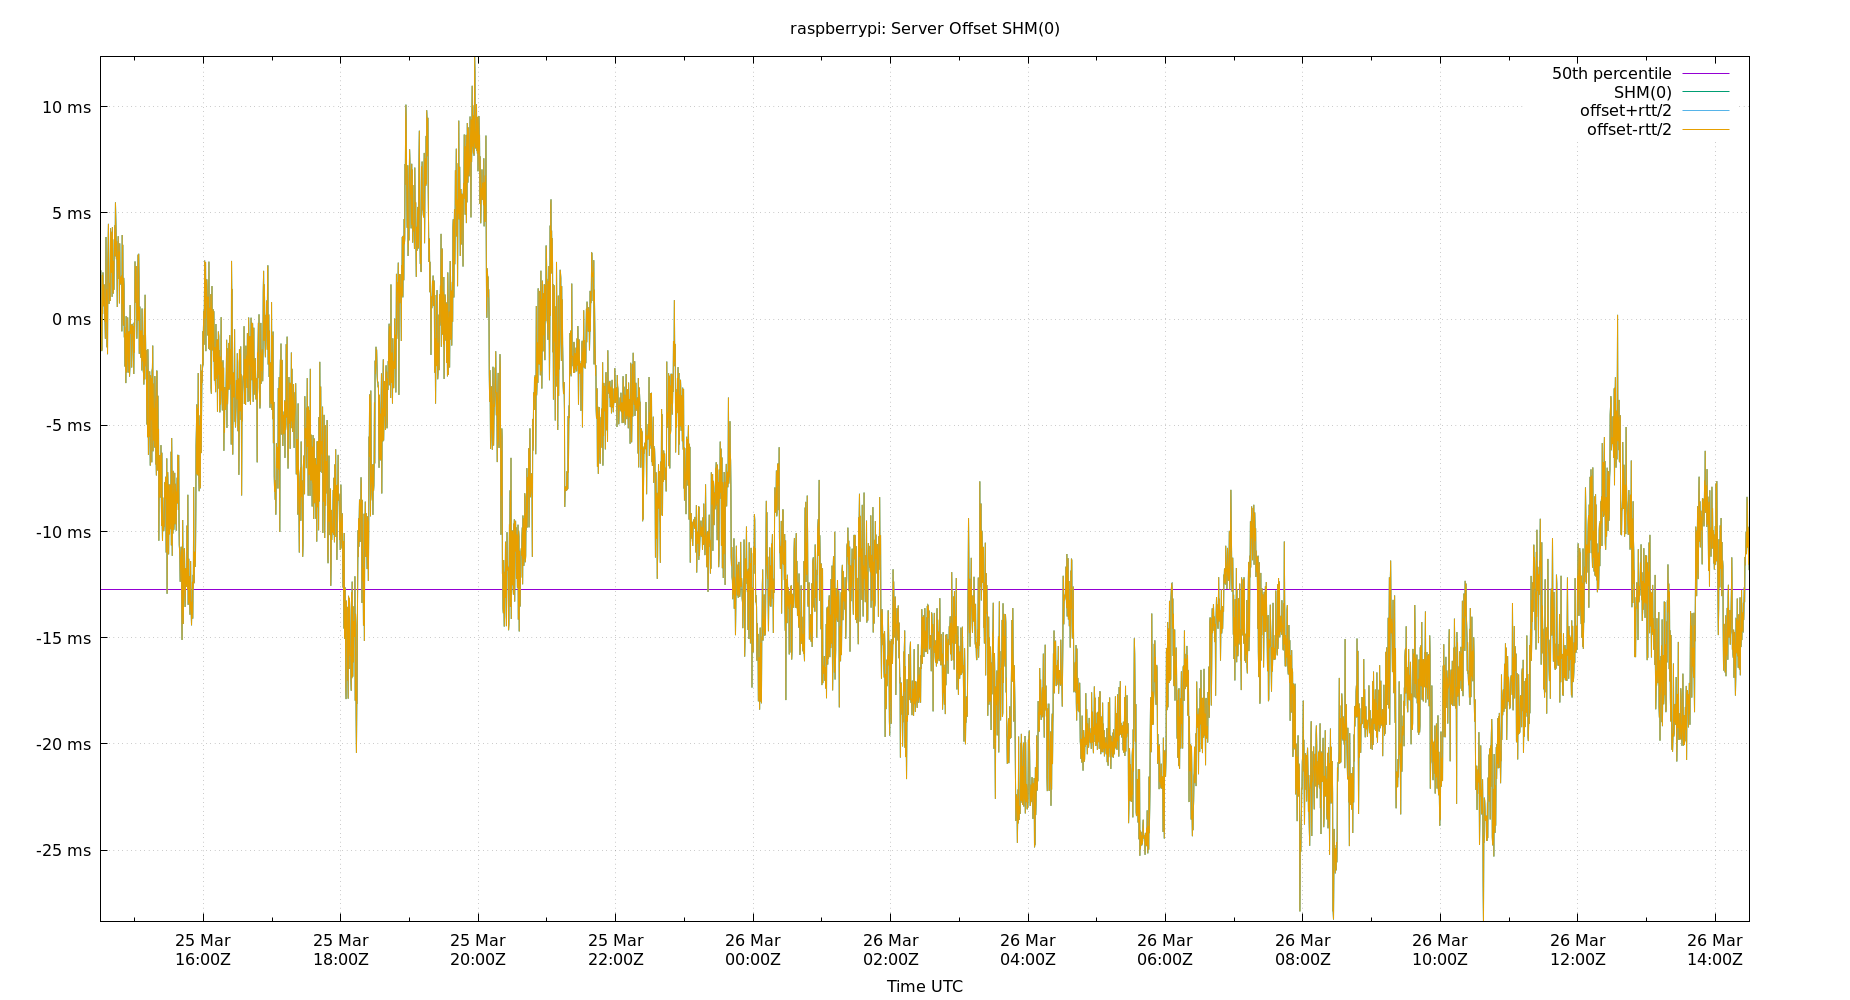 raspberrypi: Server Offset SHM(0)
50th percentile
SHM(0)
offset+rtt/2
offset-rtt/2
10 ms
5 ms
0 ms
-5 ms
-10 ms
-15 ms
-20 ms
-25 ms
25 Mar 25 Mar 25 Mar 25 Mar 26 Mar 26 Mar 26 Mar 26 Mar 26 Mar 26 Mar 26 Mar 26 Mar
16:00Z 18:00Z 20:00Z 22:00Z 00:00Z 02:00Z 04:00Z 06:00Z 08:00Z 10:00Z 12:00Z 14:00Z
Time UTC